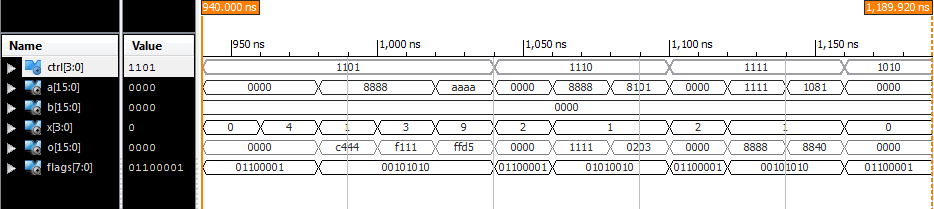 940.000 ns 1,189.920 ns
950 ns 1,000 ns 1,050 ns 1,100 ns 1,150 ns
Name Value
ctrl[3:0] 1101 1101 1110 1111 1010
a[15:0] 0000 0000 8888 aaaa 0000 8888 8101 0000 1111 1081 0000
b[15:0] 0000 0000
x[3:0] 0 0 4 1 3 9 2 1 2 1 0
o[15:0] 0000 0000 c444 f111 ffd5 0000 1111 0203 0000 8888 8840 0000
flags[7:0] 01100001 01100001 00101010 01100001 01010010 01100001 00101010 01100001